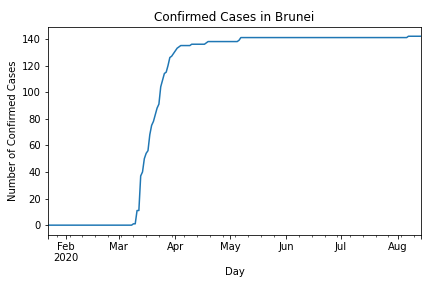 Confirmed Cases in Brunei
Number of Confirmed Cases
140
120
100
80
60
40
20
0
Feb Mar Apr May Jun Jul Aug
2020
Day